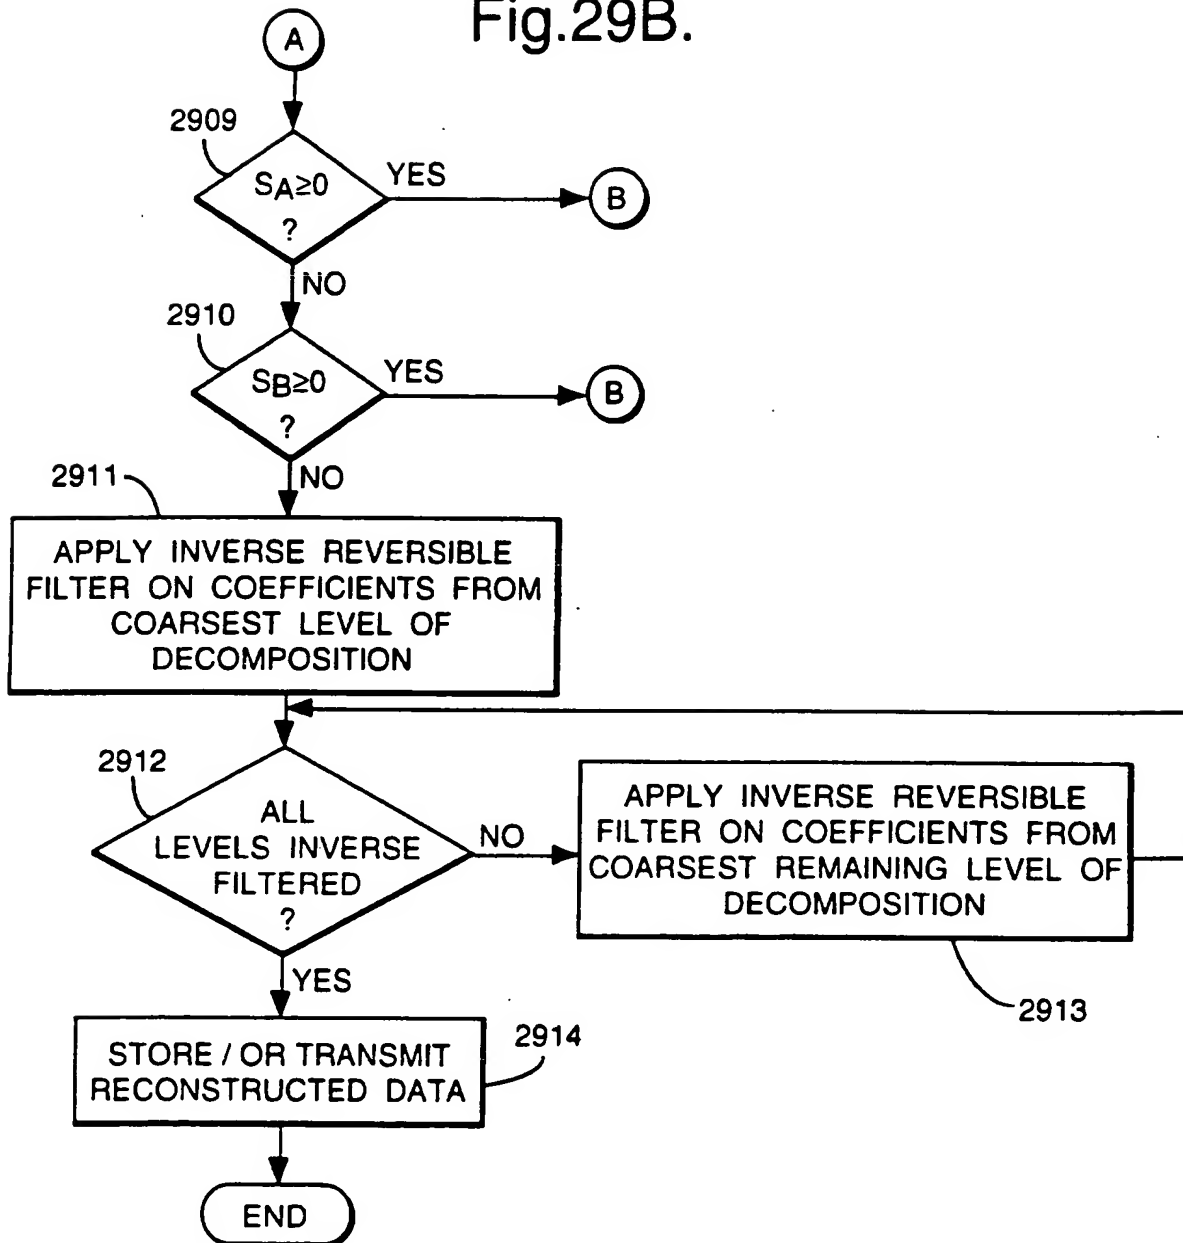 Fig.29B.
A
2909
SA≥0
?
YES
B
NO
2910
SB≥0
?
YES
B
NO
2911
APPLY INVERSE REVERSIBLE
FILTER ON COEFFICIENTS FROM
COARSEST LEVEL OF
DECOMPOSITION
2912
ALL
LEVELS INVERSE
FILTERED
?
NO
APPLY INVERSE REVERSIBLE
FILTER ON COEFFICIENTS FROM
COARSEST REMAINING LEVEL OF
DECOMPOSITION
2913
YES
STORE / OR TRANSMIT
RECONSTRUCTED DATA
2914
END